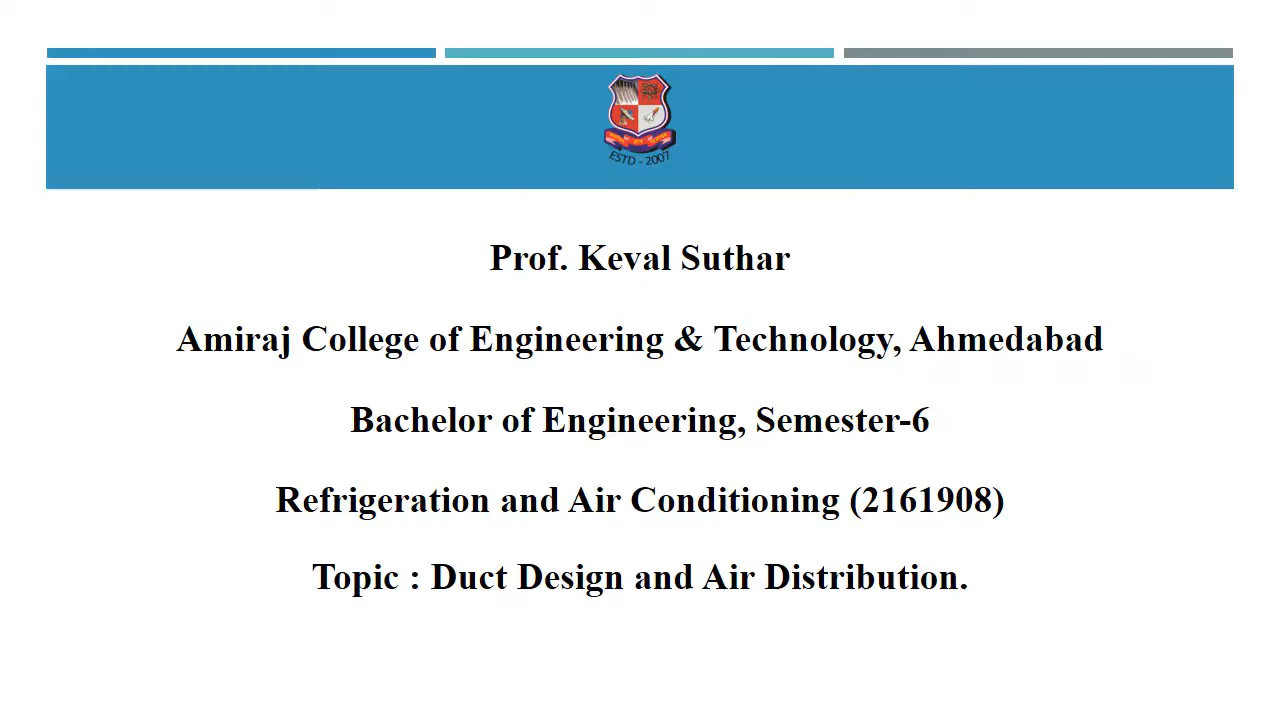 ESTD - 2007
Prof. Keval Suthar
Amiraj College of Engineering & Technology, Ahmedabad
Bachelor of Engineering, Semester-6
Refrigeration and Air Conditioning (2161908)
Topic : Duct Design and Air Distribution.